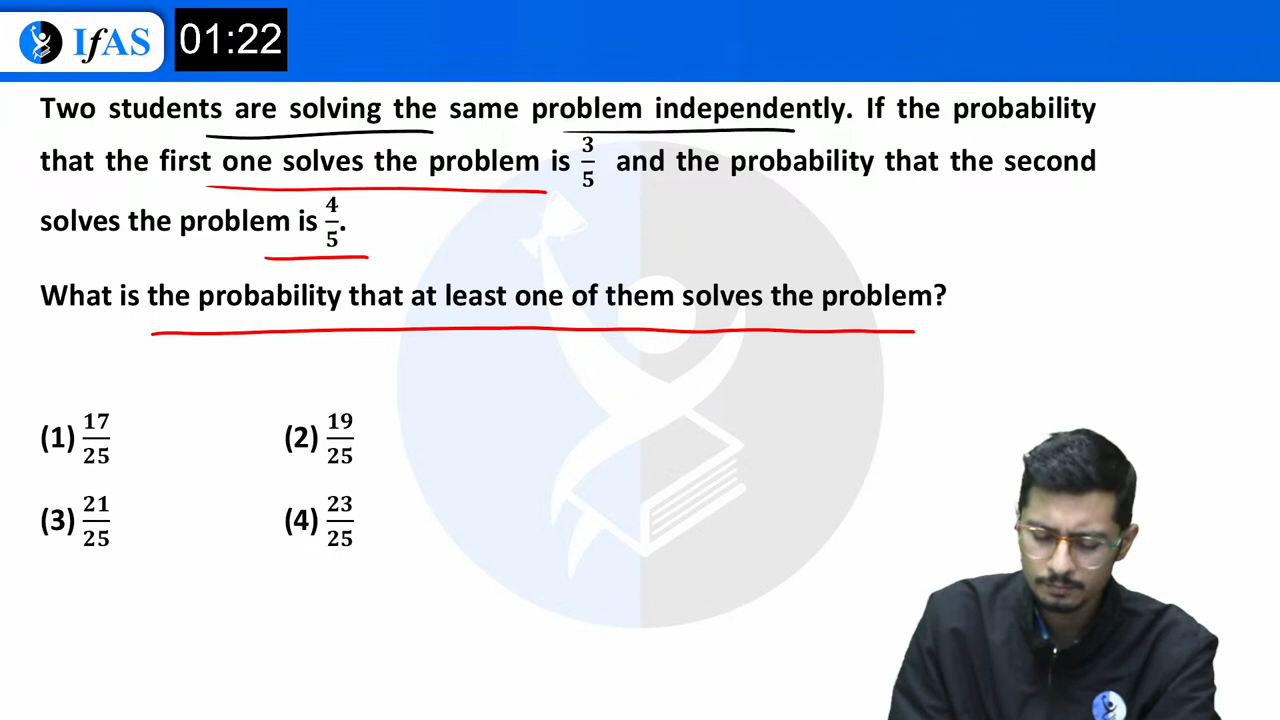 IfAS 01:22
Two students are solving the same problem independently. If the probability
that the first one solves the problem is 3/5 and the probability that the second
solves the problem is 4/5.
What is the probability that at least one of them solves the problem?
(1) 17/25 (2) 19/25
(3) 21/25 (4) 23/25